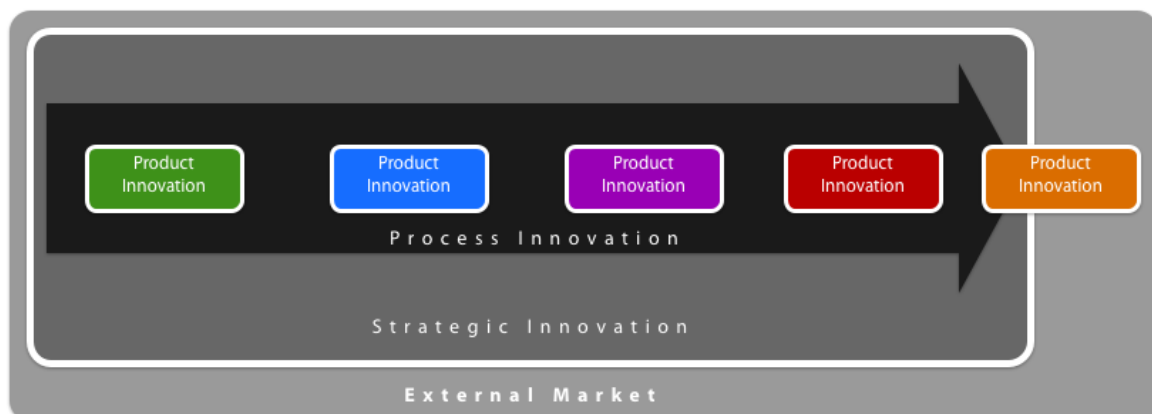 Product
Innovation
Product
Innovation
Product
Innovation
Product
Innovation
Product
Innovation
Process Innovation
Strategic Innovation
External Market